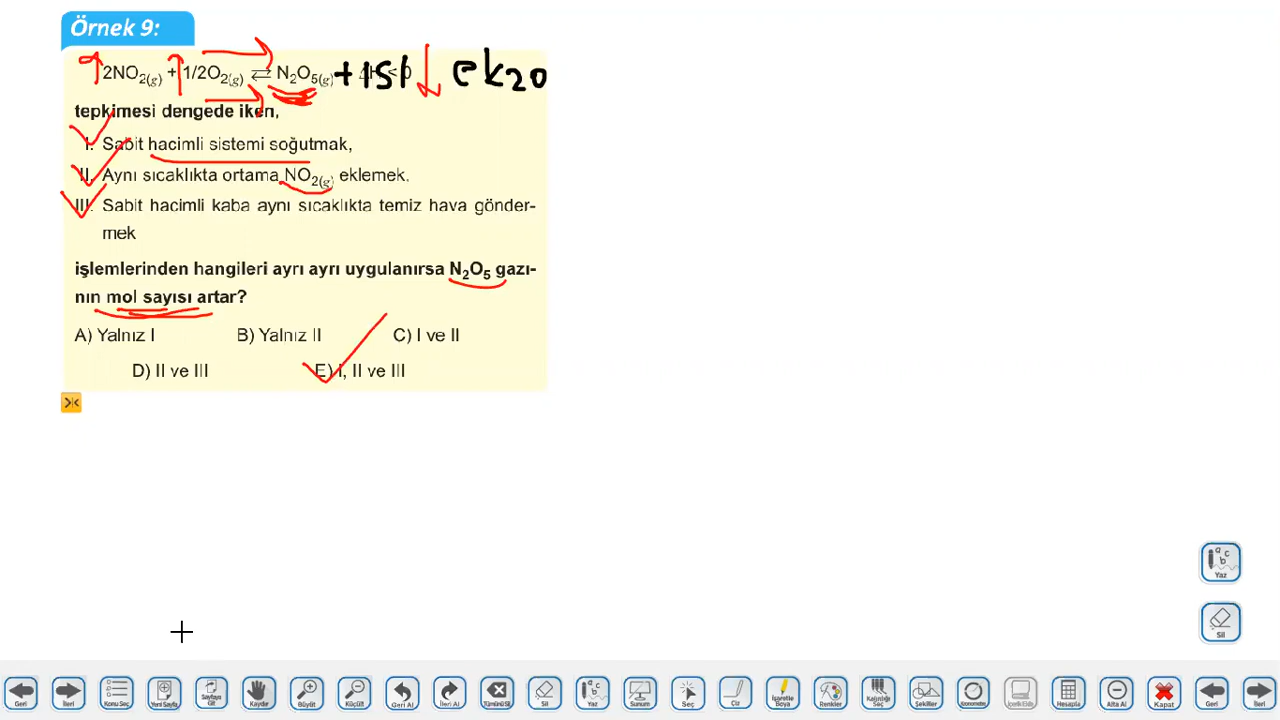 Örnek 9:
2NO2(g) + 1/2O2(g) ⇄ N2O5(g) +ısı ΔH < 0 ekzo
tepkimesi dengede iken,
I. Sabit hacimli sistemi soğutmak,
II. Aynı sıcaklıkta ortama NO2(g) eklemek,
III. Sabit hacimli kaba aynı sıcaklıkta temiz hava gönder-
mek
işlemlerinden hangileri ayrı ayrı uygulanırsa N2O5 gazı-
nın mol sayısı artar?
A) Yalnız I B) Yalnız II C) I ve II
D) II ve III E) I, II ve III
a b c
Yaz
Sil
Geri İleri Konu Seç Yeni Sayfa Sayfaya Git Kaydır Büyüt Küçült Geri Al İleri Al Tümünü Sil Sil Yaz Sunum Seç Çiz İşaretle Boya Renkler Kalınlığı Seç Şekiller Kronometre İçerik Ekle Hesapla Alta Al Kapat Geri İleri